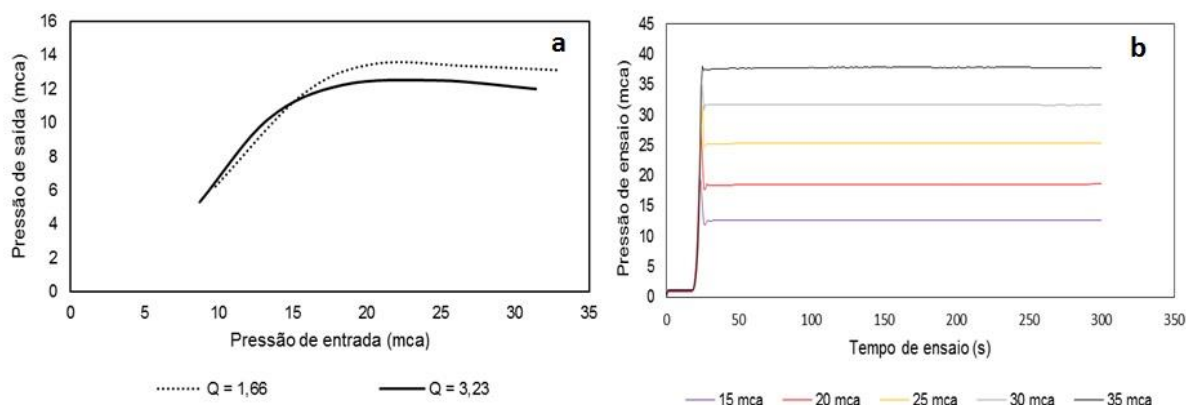 16
14
12
10
8
6
4
2
0
Pressão de saída (mca)
a
0 5 10 15 20 25 30 35
Pressão de entrada (mca)
Q = 1,66 Q = 3,23
45
40
35
30
25
20
15
10
5
0
Pressão de ensaio (mca)
b
0 50 100 150 200 250 300 350
Tempo de ensaio (s)
15 mca 20 mca 25 mca 30 mca 35 mca